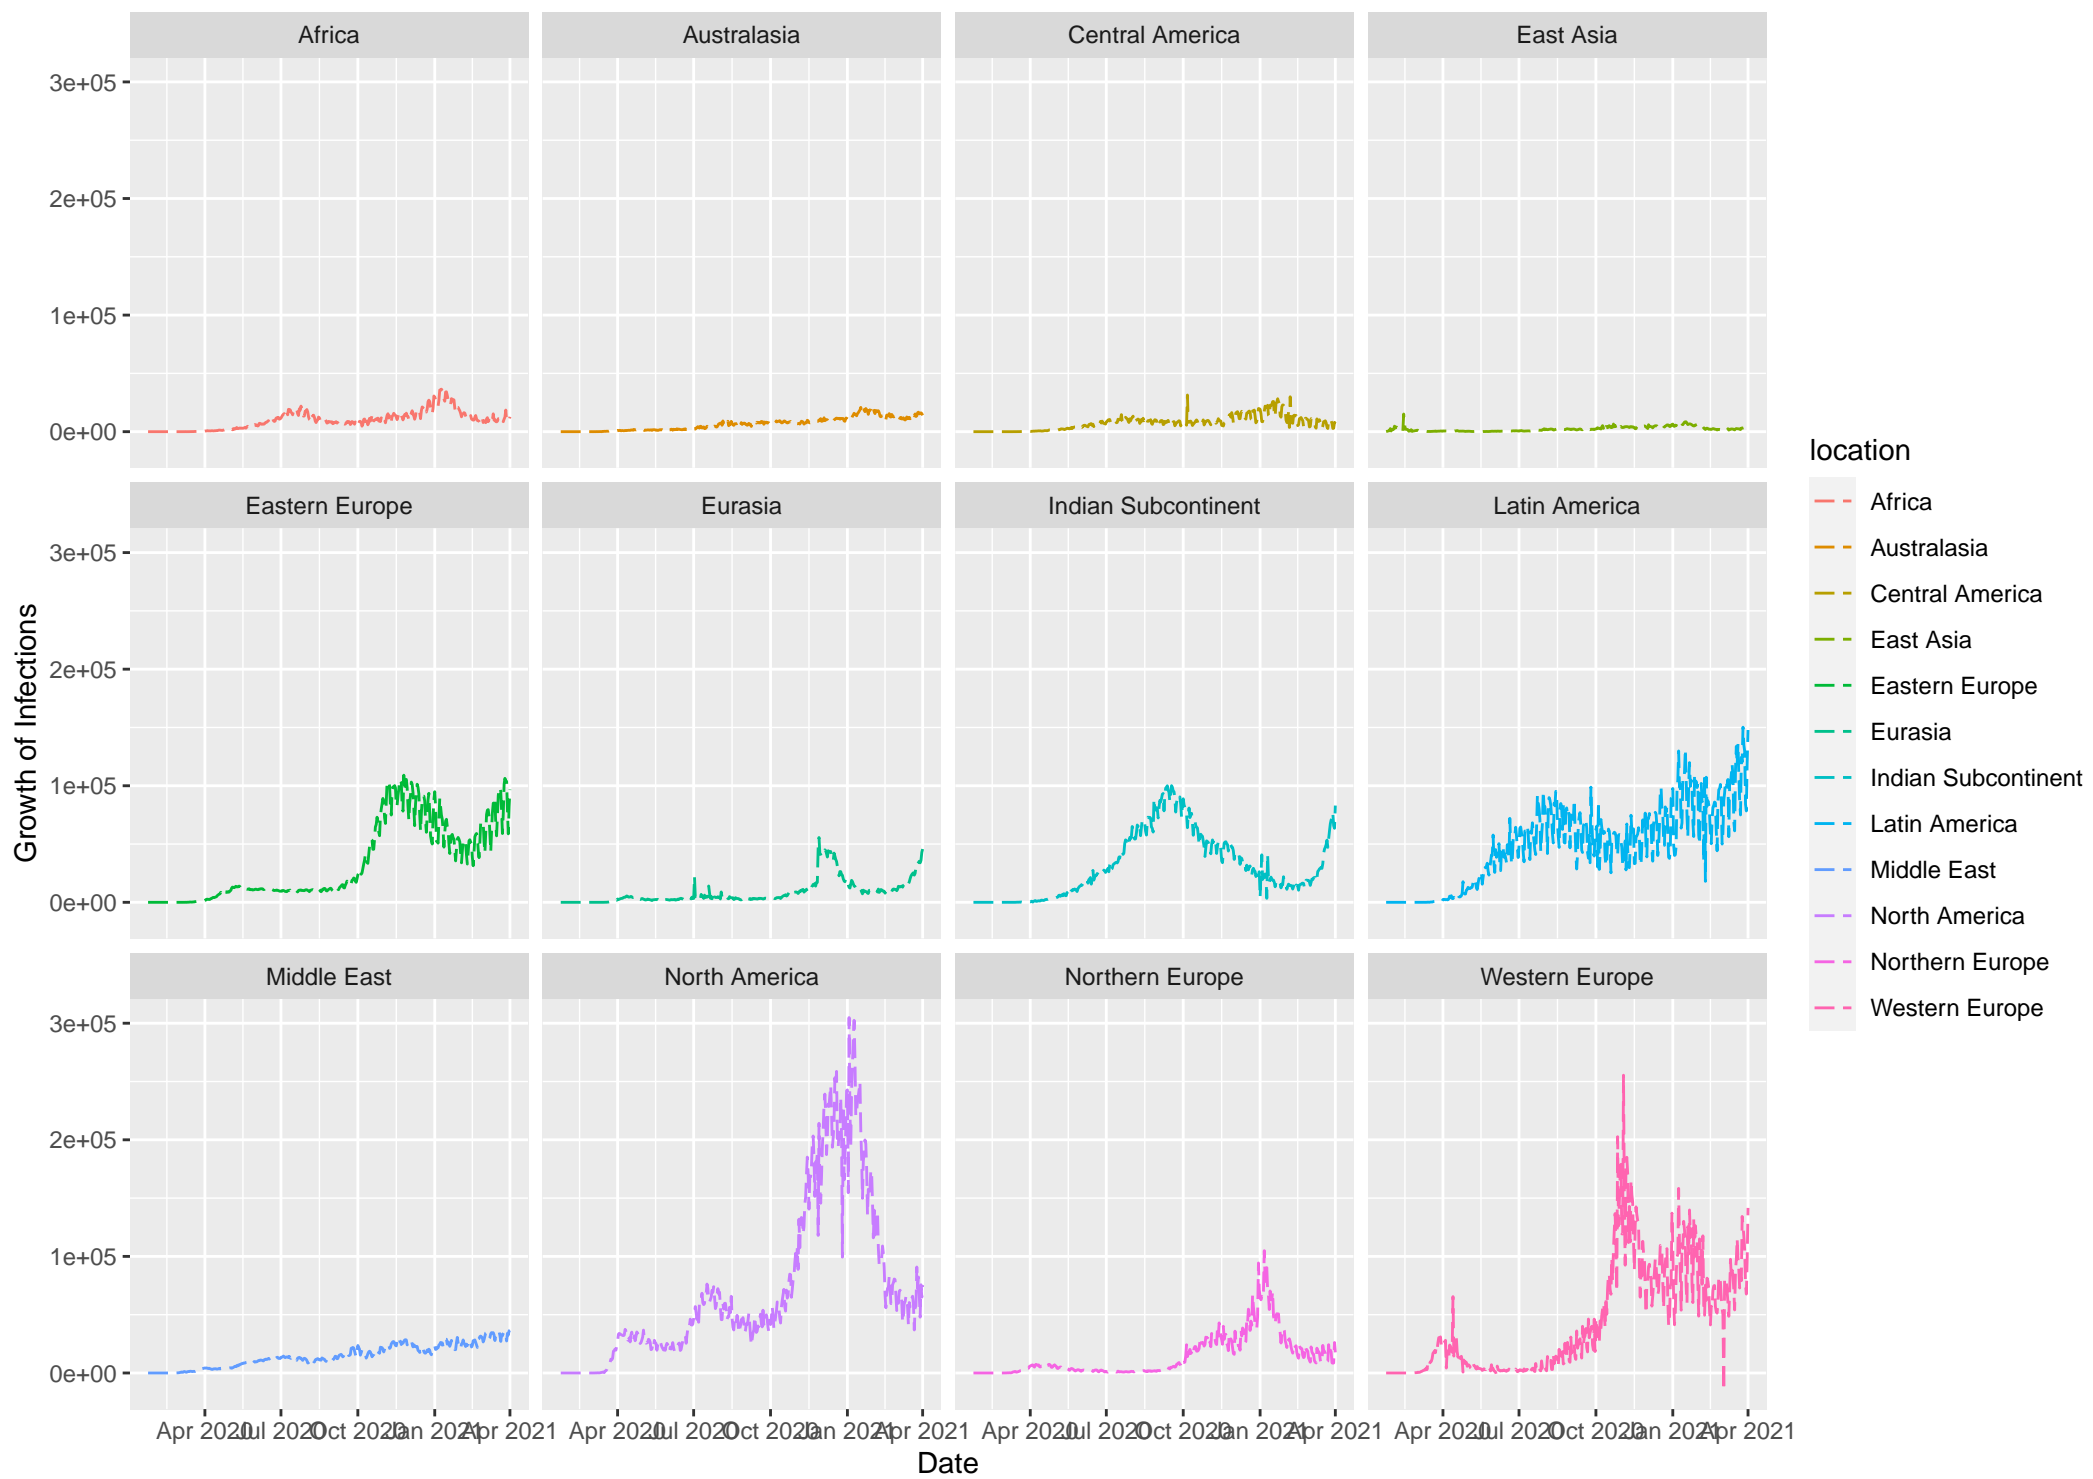 Africa
Australasia
Central America
East Asia
3e+05
2e+05
1e+05
0e+00
Eastern Europe
Eurasia
Indian Subcontinent
Latin America
3e+05
2e+05
1e+05
0e+00
Middle East
North America
Northern Europe
Western Europe
3e+05
2e+05
1e+05
0e+00
Apr 2020 Jul 2020 Oct 2020 Jan 2021 Apr 2021
Apr 2020 Jul 2020 Oct 2020 Jan 2021 Apr 2021
Apr 2020 Jul 2020 Oct 2020 Jan 2021 Apr 2021
Apr 2020 Jul 2020 Oct 2020 Jan 2021 Apr 2021
Date
Growth of Infections
location
Africa
Australasia
Central America
East Asia
Eastern Europe
Eurasia
Indian Subcontinent
Latin America
Middle East
North America
Northern Europe
Western Europe